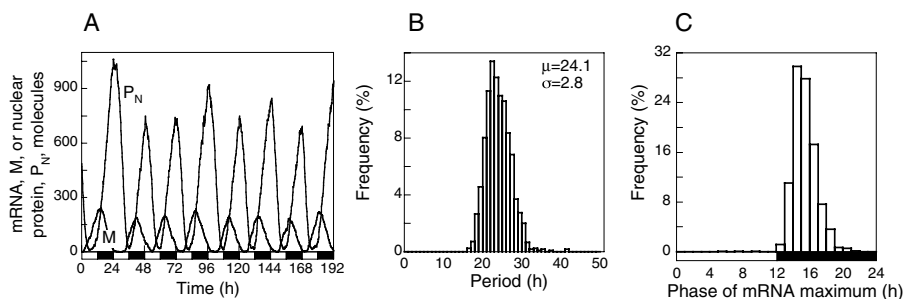 A
mRNA, M, or nuclear
protein, P_N, molecules
900
600
300
0
P_N
M
0 24 48 72 96 120 144 168 192
Time (h)
B
Frequency (%)
12
8
4
0
μ=24.1
σ=2.8
0 10 20 30 40 50
Period (h)
C
Frequency (%)
32
24
16
8
0
0 4 8 12 16 20 24
Phase of mRNA maximum (h)